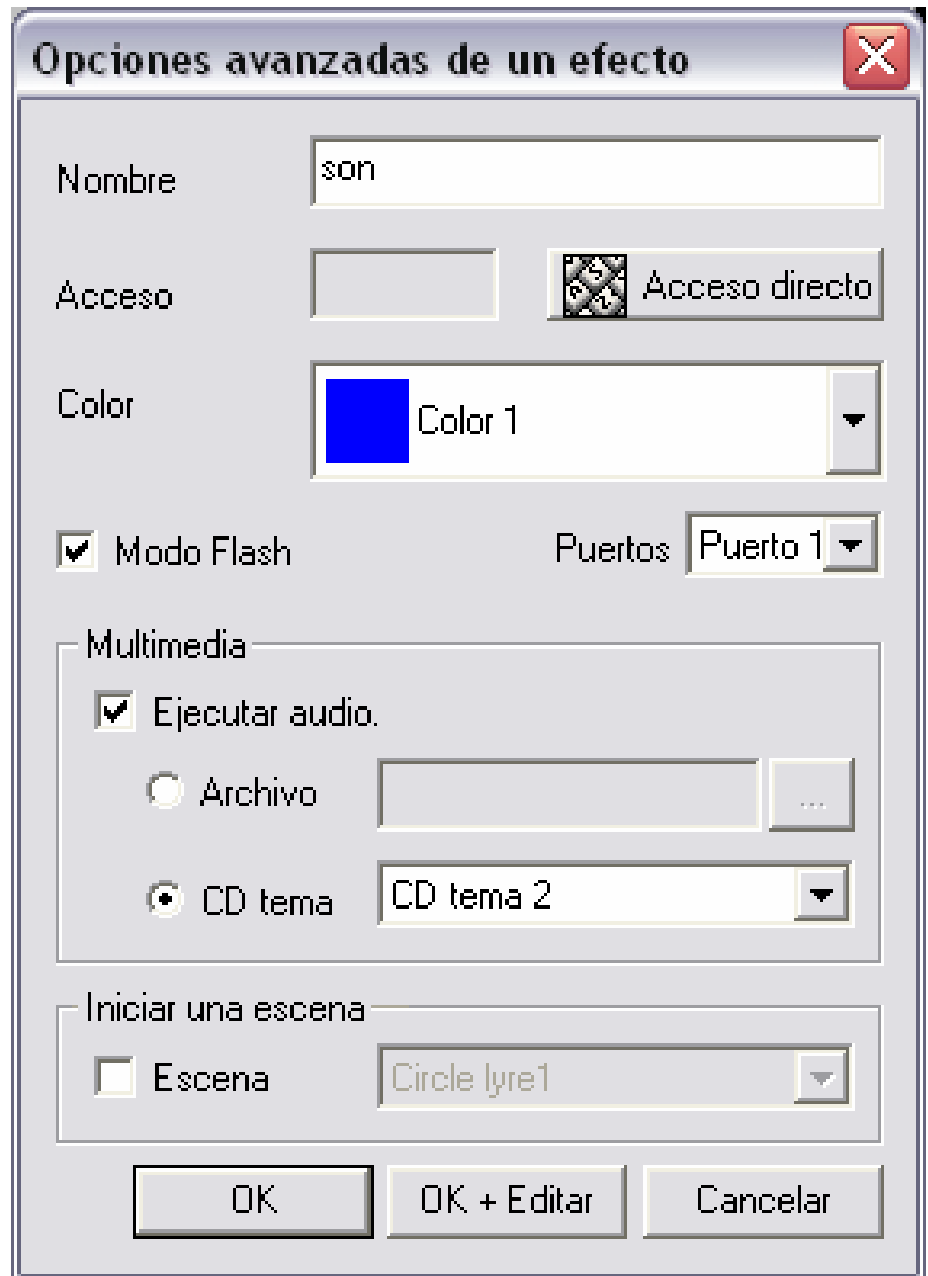 Opciones avanzadas de un efecto
Nombre son
Acceso Acceso directo
Color Color 1
Modo Flash Puertos Puerto 1
Multimedia
Ejecutar audio.
Archivo ...
CD tema CD tema 2
Iniciar una escena
Escena Circle lyre1
OK OK + Editar Cancelar